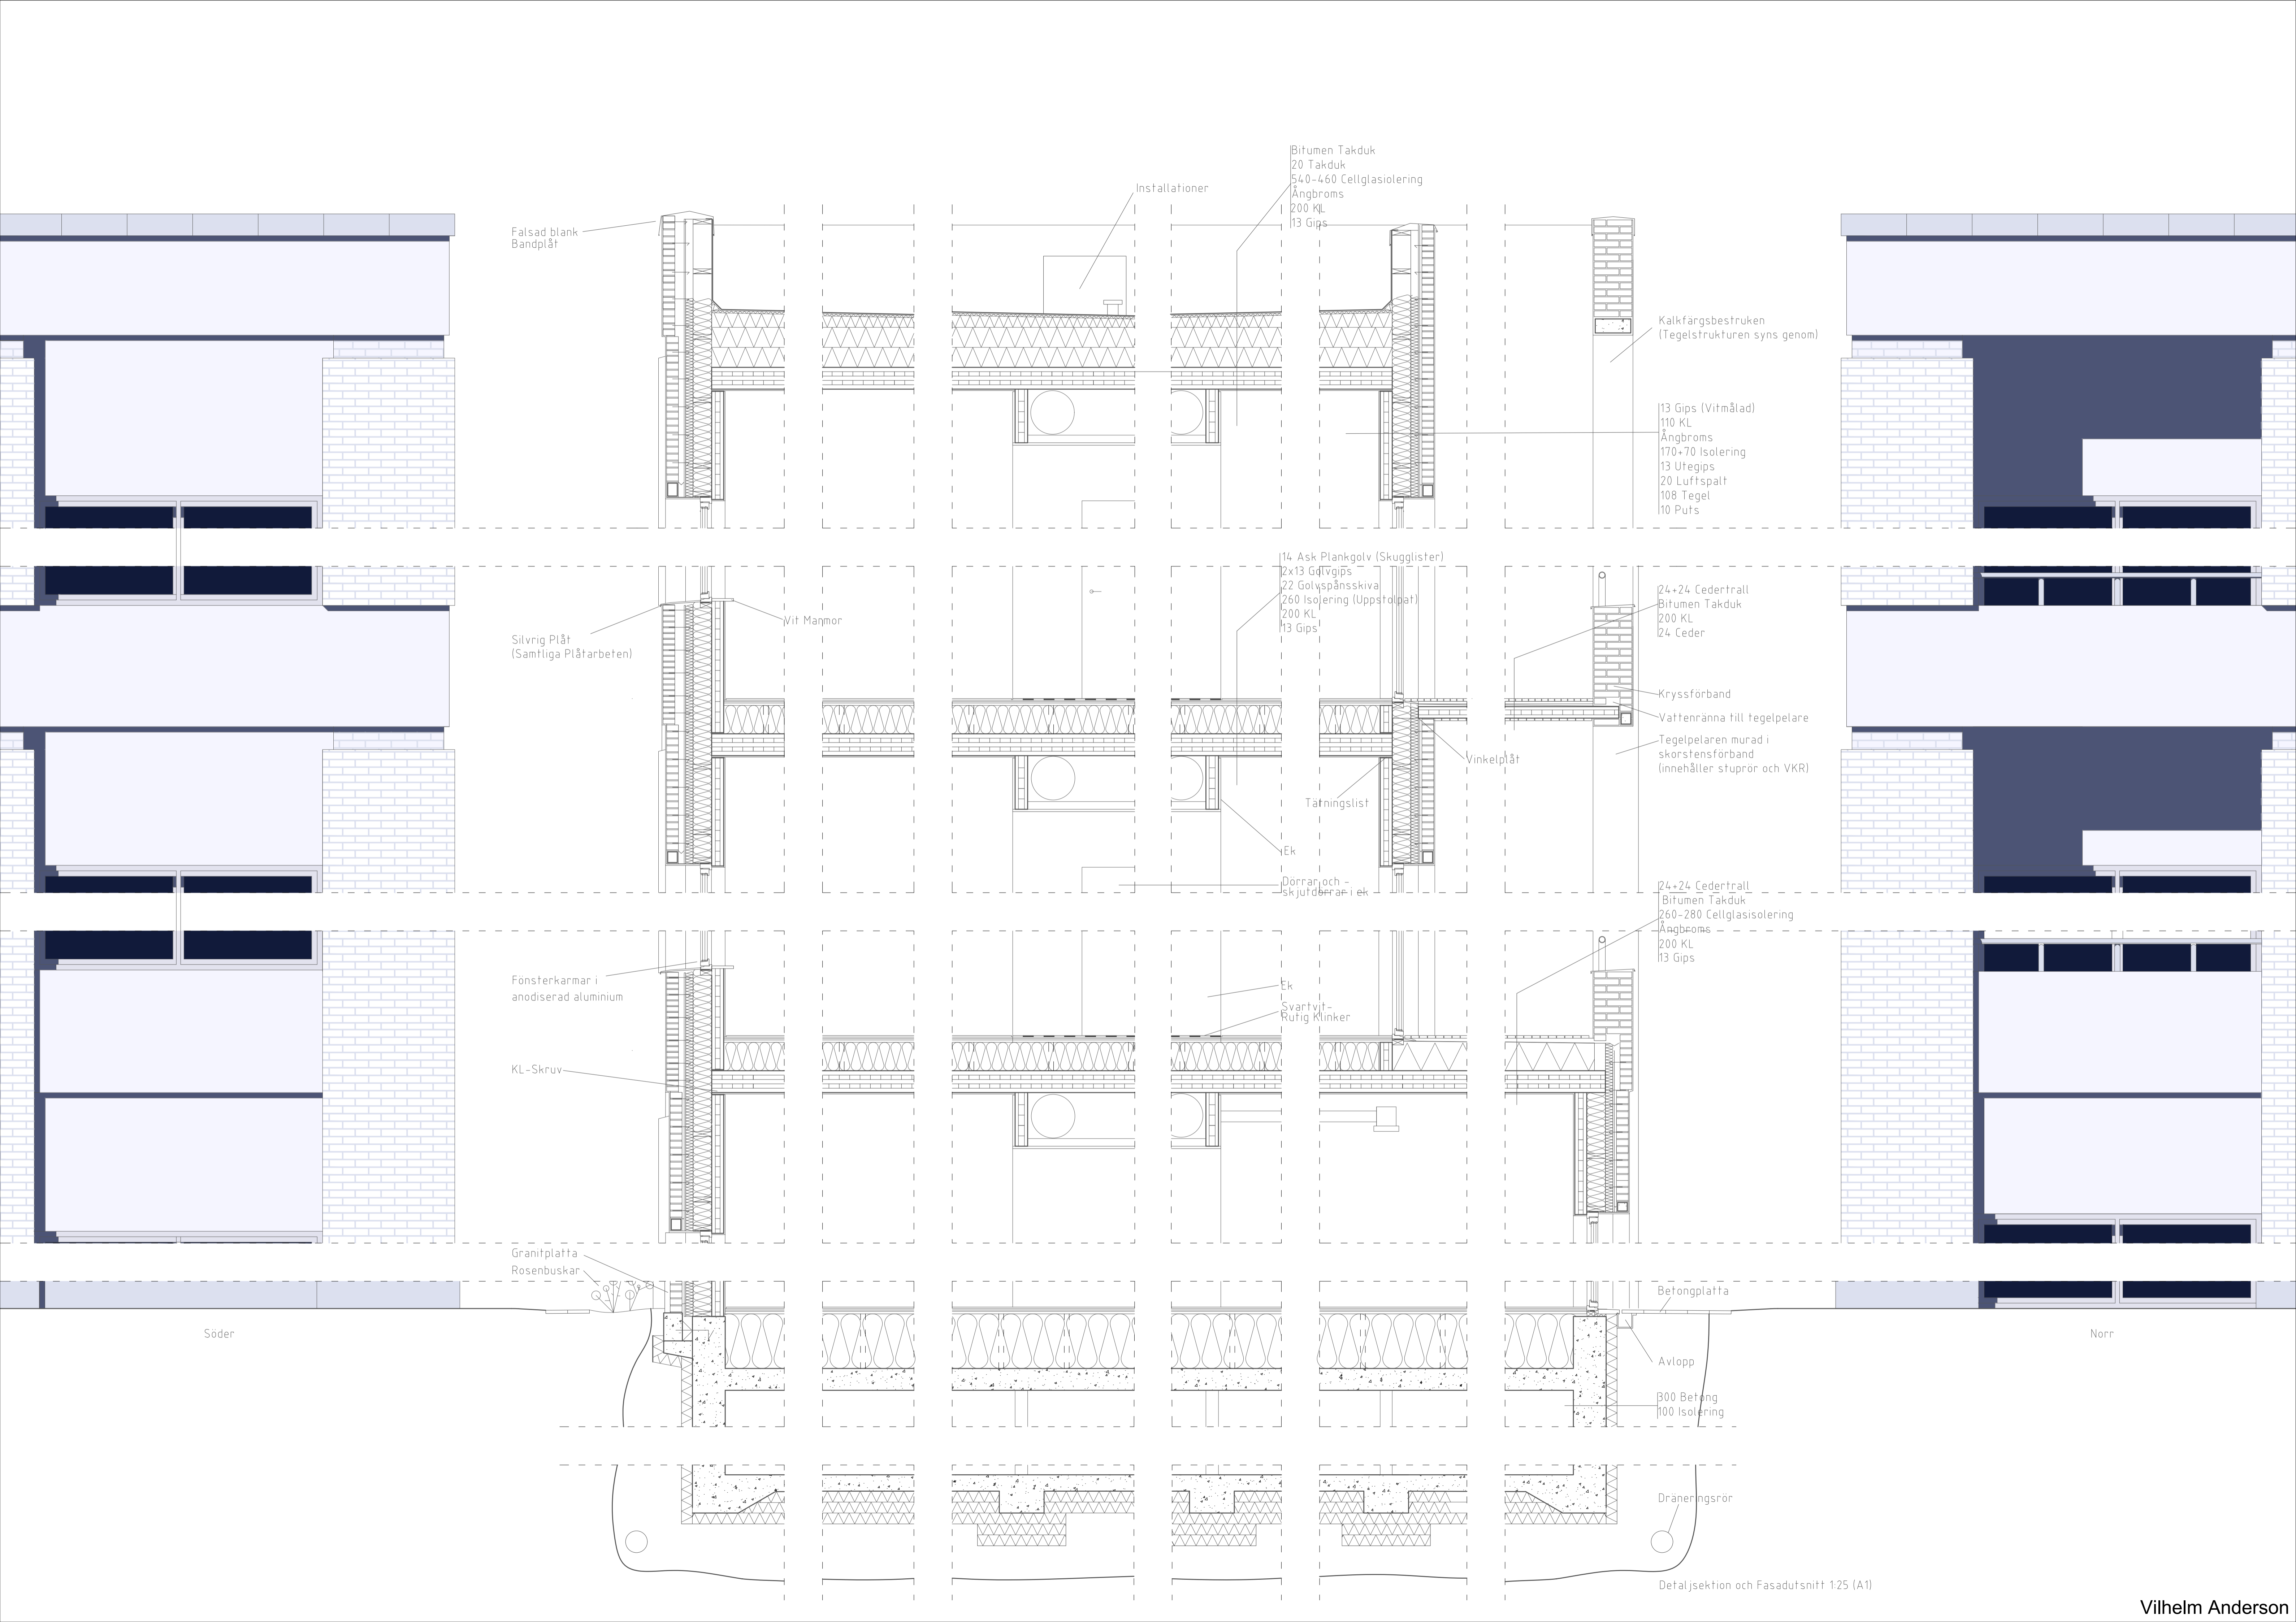 Bitumen Takduk
20 Takduk
540-460 Cellglasiolering
Ångbroms
200 KL
13 Gips
Installationer
Falsad blank
Bandplåt
Kalkfärgsbestruken
(Tegelstrukturen syns genom)
13 Gips (Vitmålad)
110 KL
Ångbroms
170+70 Isolering
13 Utegips
20 Luftspalt
108 Tegel
10 Puts
14 Ask Plankgolv (Skugglister)
2x13 Golvgips
22 Golvspånsskiva
260 Isolering (Uppstolpat)
200 KL
13 Gips
24+24 Cedertrall
Bitumen Takduk
200 KL
24 Ceder
Vit Marmor
Silvrig Plåt
(Samtliga Plåtarbeten)
Kryssförband
Vattenränna till tegelpelare
Tegelpelaren murad i
skorstensförband
(innehåller stuprör och VKR)
Vinkelplåt
Tätningslist
Ek
Dörrar och -
skjutdörrar i ek
24+24 Cedertrall
Bitumen Takduk
260-280 Cellglasisolering
Ångbroms
200 KL
13 Gips
Fönsterkarmar i
anodiserad aluminium
Ek
Svartvit-
Rutig Klinker
KL-Skruv
Granitplatta
Rosenbuskar
Betongplatta
Söder
Norr
Avlopp
300 Betong
100 Isolering
Dräneringsrör
Detaljsektion och Fasadutsnitt 1:25 (A1)
Vilhelm Anderson